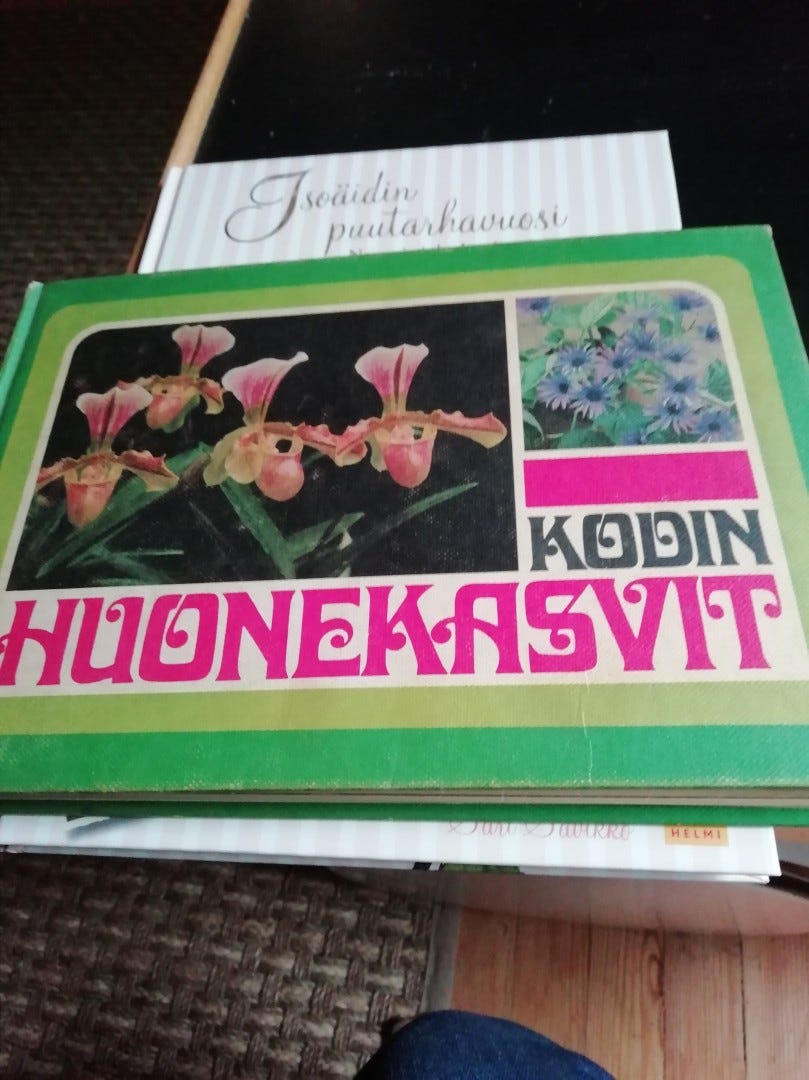 Isoäidin
puutarhavuosi
KODIN
HUONEKASVIT
HELMI